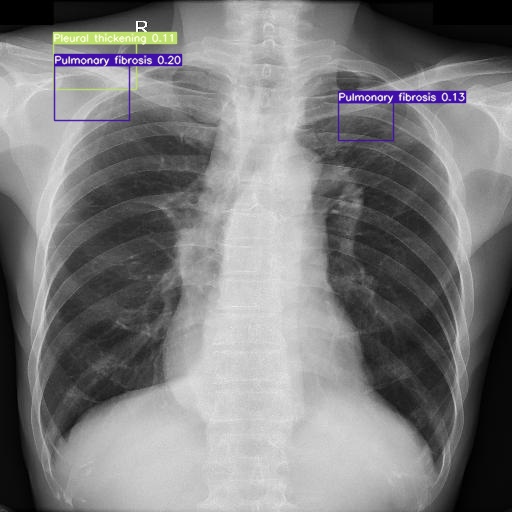 R
Pleural thickening 0.11
Pulmonary fibrosis 0.20
Pulmonary fibrosis 0.13